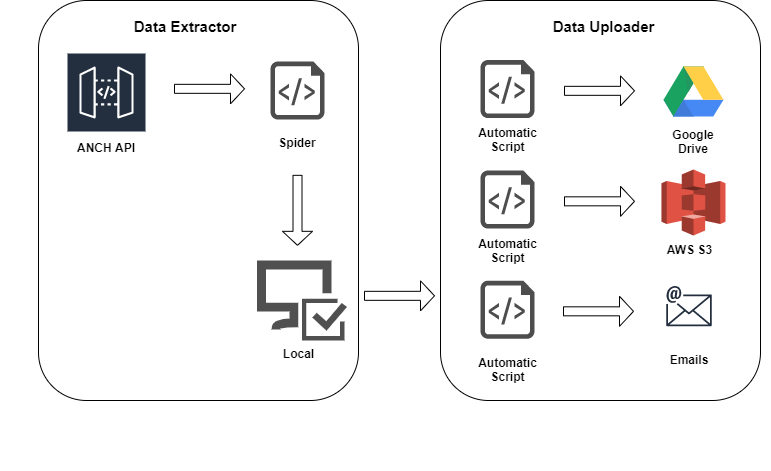 Data Extractor
ANCH API
Spider
Local
Data Uploader
Automatic
Script
Google
Drive
Automatic
Script
AWS S3
Automatic
Script
Emails